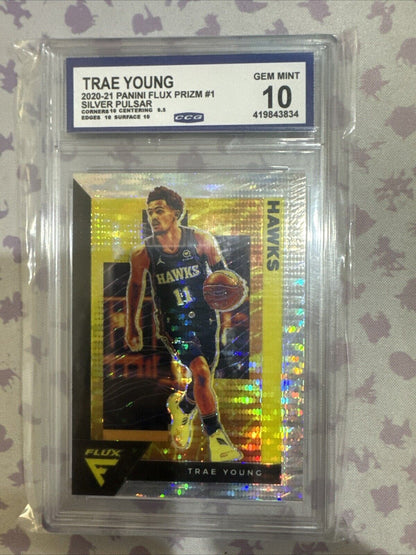 TRAE YOUNG
2020-21 PANINI FLUX PRIZM #1
SILVER PULSAR
CORNERS 10 CENTERING 9.5
EDGES 10 SURFACE 10
CCG
GEM MINT
10
419843834
HAWKS
HAWKS
11
FLUX
TRAE YOUNG